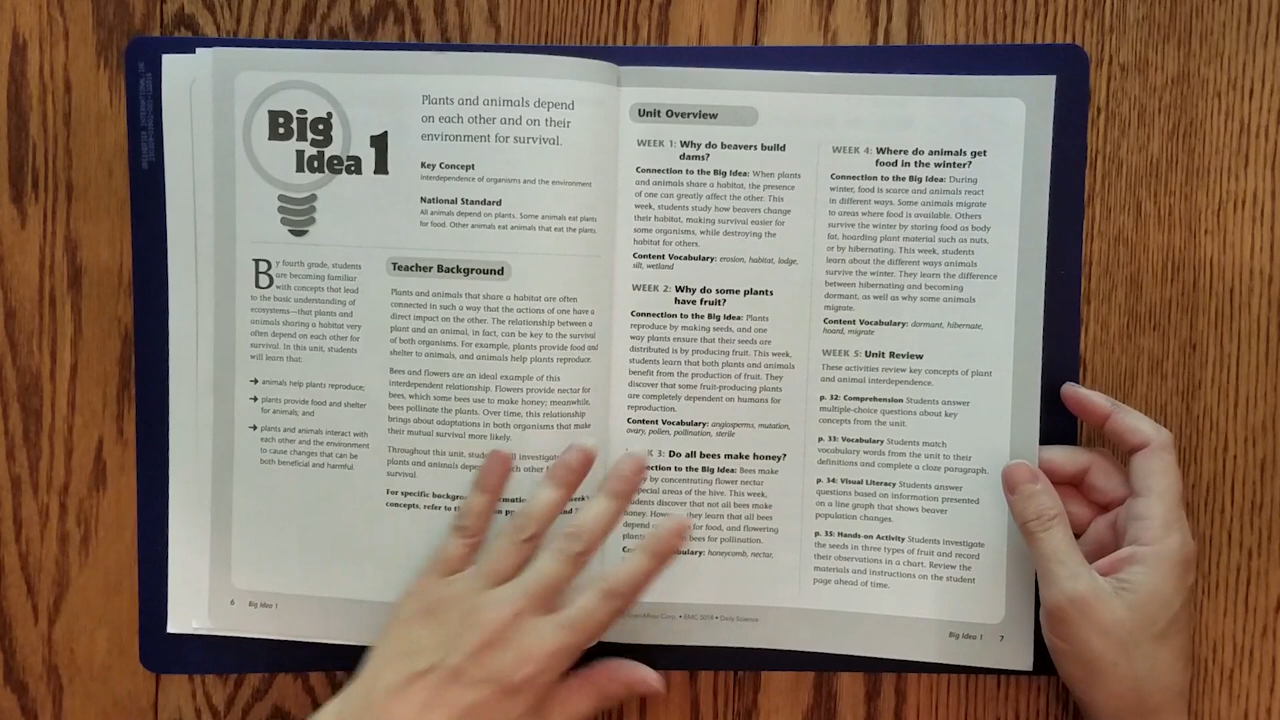 Big
Idea 1
Plants and animals depend
on each other and on their
environment for survival.
Key Concept
Interdependence of organisms and the environment
National Standard
All animals depend on plants. Some animals eat plants
for food. Other animals eat animals that eat the plants.
By fourth grade, students
are becoming familiar
with concepts that lead
to the basic understanding of
ecosystems—that plants and
animals sharing a habitat very
often depend on each other for
survival. In this unit, students
will learn that:
→ animals help plants reproduce;
→ plants provide food and shelter
for animals; and
→ plants and animals interact with
each other and the environment
to cause changes that can be
both beneficial and harmful.
Teacher Background
Plants and animals that share a habitat are often
connected in such a way that the actions of one have a
direct impact on the other. The relationship between a
plant and an animal, in fact, can be key to the survival
of both organisms. For example, plants provide food and
shelter to animals, and animals help plants reproduce.
Bees and flowers are an ideal example of this
interdependent relationship. Flowers provide nectar for
bees, which some bees use to make honey; meanwhile,
bees pollinate the plants. Over time, this relationship
brings about adaptations in both organisms that make
their mutual survival more likely.
Throughout this unit, investigate
plants and animals each other
survival.
For specific
concepts, refer to
6 Big Idea 1
Unit Overview
WEEK 1: Why do beavers build
dams?
Connection to the Big Idea: When plants
and animals share a habitat, the presence
of one can greatly affect the other. This
week, students study how beavers change
their habitat, making survival easier for
some organisms, while destroying the
habitat for others.
Content Vocabulary: erosion, habitat, lodge,
silt, wetland
WEEK 2: Why do some plants
have fruit?
Connection to the Big Idea: Plants
reproduce by making seeds, and one
way plants ensure that their seeds are
distributed is by producing fruit. This week,
students learn that both plants and animals
benefit from the production of fruit. They
discover that some fruit-producing plants
are completely dependent on humans for
reproduction.
Content Vocabulary: angiosperms, mutation,
ovary, pollen, pollination, sterile
3: Do all bees make honey?
to the Big Idea: Bees make
by concentrating flower nectar
areas of the hive. This week,
discover that not all bees make
honey. they learn that all bees
depend for food, and flowering
bees for pollination.
honeycomb, nectar,
Corp. • EMC 5014 • Daily Science
WEEK 4: Where do animals get
food in the winter?
Connection to the Big Idea: During
winter, food is scarce and animals react
in different ways. Some animals migrate
to areas where food is available. Others
survive the winter by storing food as body
fat, hoarding plant material such as nuts,
or by hibernating. This week, students
learn about the different ways animals
survive the winter. They learn the difference
between hibernating and becoming
dormant, as well as why some animals
migrate.
Content Vocabulary: dormant, hibernate,
hoard, migrate
WEEK 5: Unit Review
These activities review key concepts of plant
and animal interdependence.
p. 32: Comprehension Students answer
multiple-choice questions about key
concepts from the unit.
p. 33: Vocabulary Students match
vocabulary words from the unit to their
definitions and complete a cloze paragraph.
p. 34: Visual Literacy Students answer
questions based on information presented
on a line graph that shows beaver
population changes.
p. 35: Hands-on Activity Students investigate
the seeds in three types of fruit and record
their observations in a chart. Review the
materials and instructions on the student
page ahead of time.
Big Idea 1 7